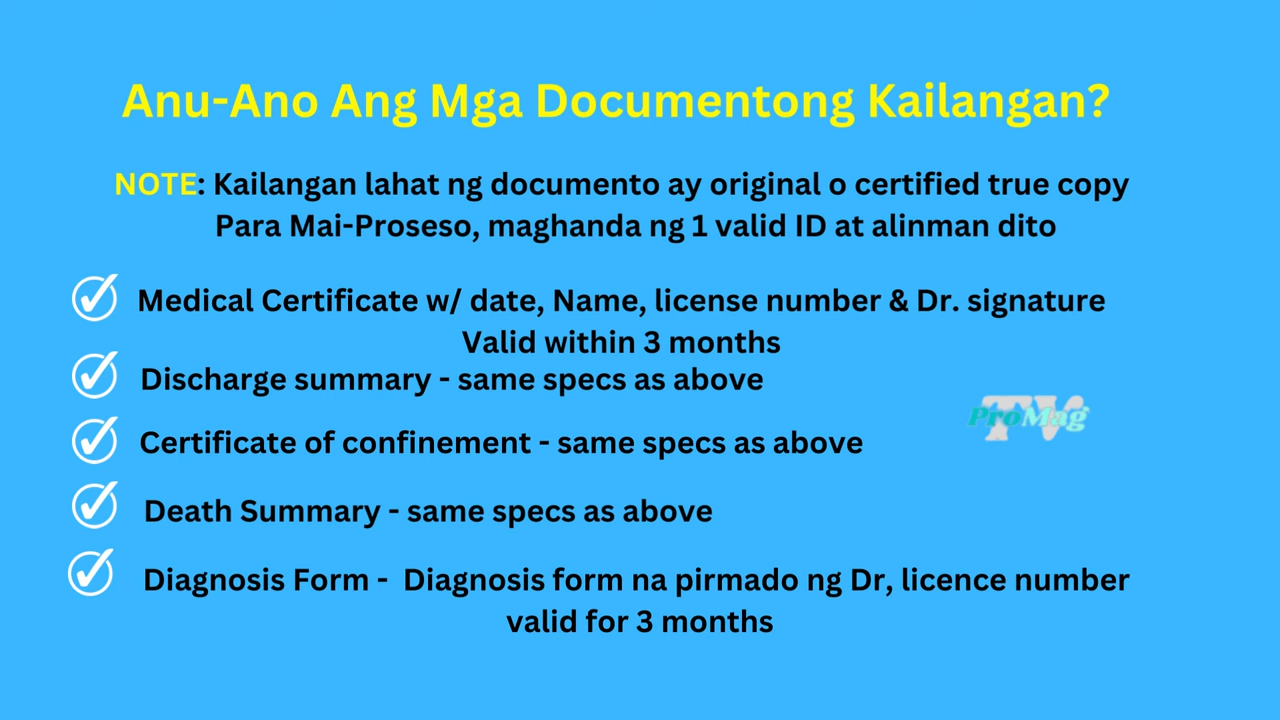 Anu-Ano Ang Mga Documentong Kailangan?
NOTE: Kailangan lahat ng documento ay original o certified true copy
Para Mai-Proseso, maghanda ng 1 valid ID at alinman dito
Medical Certificate w/ date, Name, license number & Dr. signature
Valid within 3 months
Discharge summary - same specs as above
ProMag TV
Certificate of confinement - same specs as above
Death Summary - same specs as above
Diagnosis Form - Diagnosis form na pirmado ng Dr, licence number
valid for 3 months